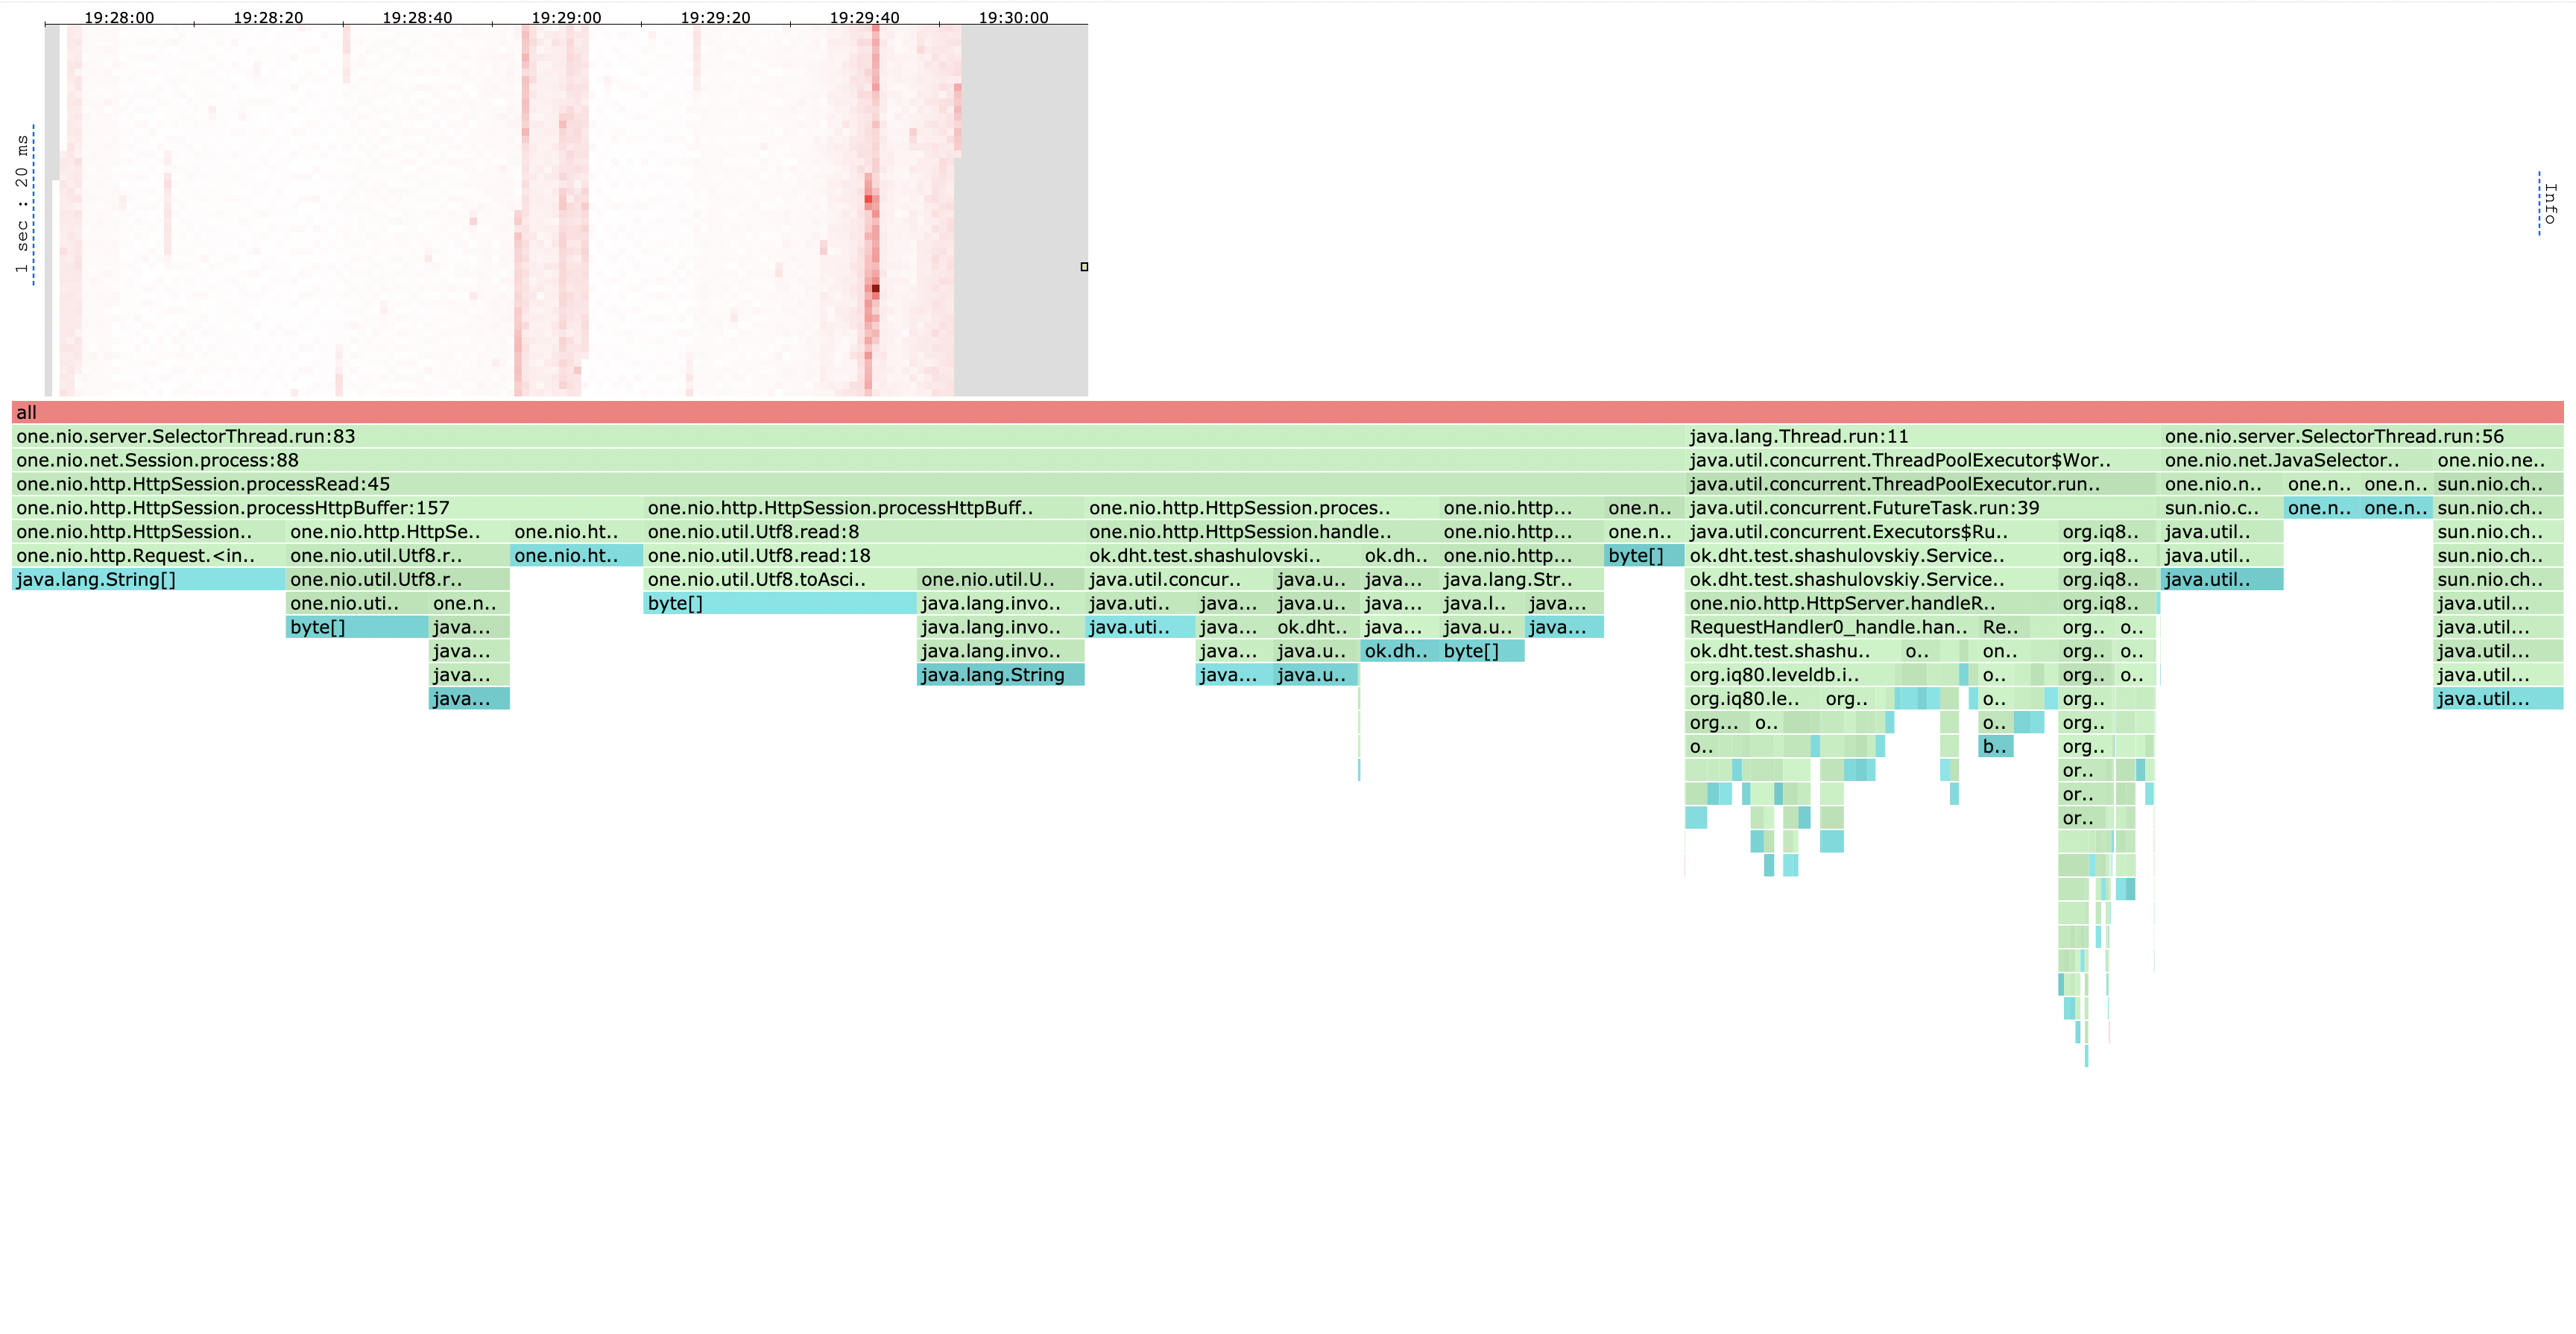 19:28:00 19:28:20 19:28:40 19:29:00 19:29:20 19:29:40 19:30:00
1 sec : 20 ms
Info
all
one.nio.server.SelectorThread.run:83 java.lang.Thread.run:11 one.nio.server.SelectorThread.run:56
one.nio.net.Session.process:88 java.util.concurrent.ThreadPoolExecutor$Wor.. one.nio.net.JavaSelector.. one.nio.ne..
one.nio.http.HttpSession.processRead:45 java.util.concurrent.ThreadPoolExecutor.run.. one.nio.n.. one.n.. one.n.. sun.nio.ch..
one.nio.http.HttpSession.processHttpBuffer:157 one.nio.http.HttpSession.processHttpBuff.. one.nio.http.HttpSession.proces.. one.nio.http... one.n.. java.util.concurrent.FutureTask.run:39 sun.nio.c.. one.n.. one.n.. sun.nio.ch..
one.nio.http.HttpSession.. one.nio.http.HttpSe.. one.nio.ht.. one.nio.util.Utf8.read:8 one.nio.http.HttpSession.handle.. one.nio.http... one.n.. java.util.concurrent.Executors$Ru.. org.iq8.. java.util.. sun.nio.ch..
one.nio.http.Request.<in.. one.nio.util.Utf8.r.. one.nio.ht.. one.nio.util.Utf8.read:18 ok.dht.test.shashulovski.. ok.dh.. one.nio.http... byte[] ok.dht.test.shashulovskiy.Service.. org.iq8.. java.util.. sun.nio.ch..
java.lang.String[] one.nio.util.Utf8.r.. one.nio.util.Utf8.toAsci.. one.nio.util.U.. java.util.concur.. java.u.. java... java.lang.Str.. ok.dht.test.shashulovskiy.Service.. org.iq8.. java.util.. sun.nio.ch..
one.nio.uti.. one.n.. byte[] java.lang.invo.. java.uti.. java... java.u.. java... java.l.. java... one.nio.http.HttpServer.handleR.. org.iq8.. java.util...
byte[] java... java.lang.invo.. java.uti.. java... ok.dht.. java... java.u.. java... RequestHandler0_handle.han.. Re.. org.. o.. java.util...
java... java.lang.invo.. java... java.u.. ok.dh.. byte[] ok.dht.test.shashu.. o.. on.. org.. o.. java.util...
java... java.lang.String java... java.u.. org.iq80.leveldb.i.. o.. org.. o.. java.util...
java... org.iq80.le.. org.. o.. org.. java.util...
org... o.. o.. org..
o.. b.. org..
or..
or..
or..